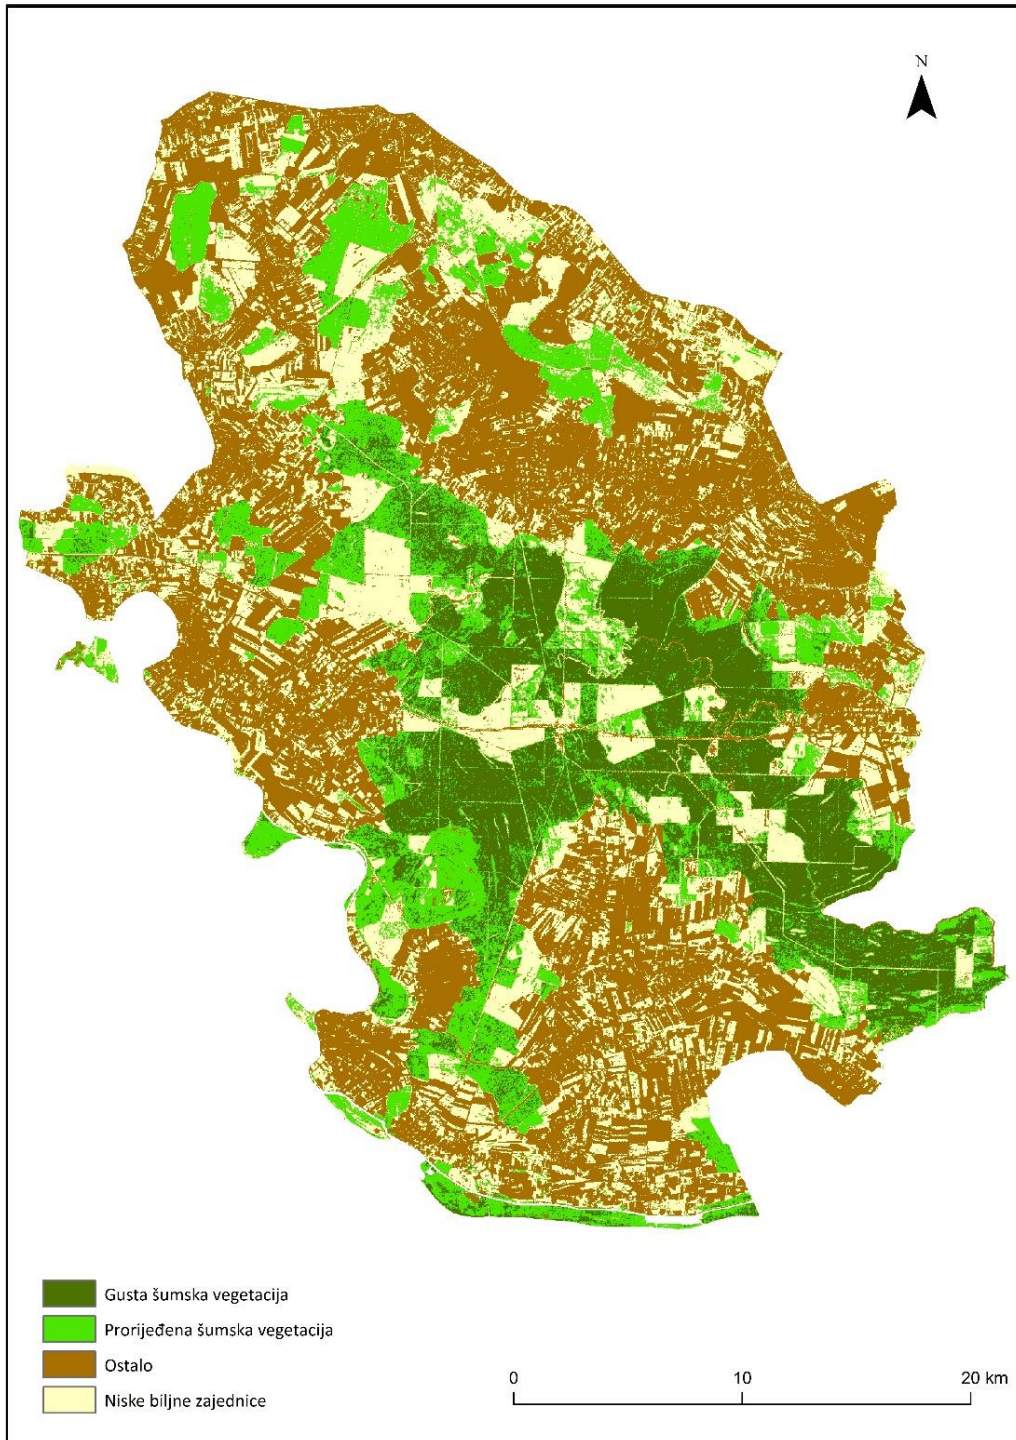 N
Gusta šumska vegetacija
Prorijeđena šumska vegetacija
Ostalo
Niske biljne zajednice
0 10 20 km